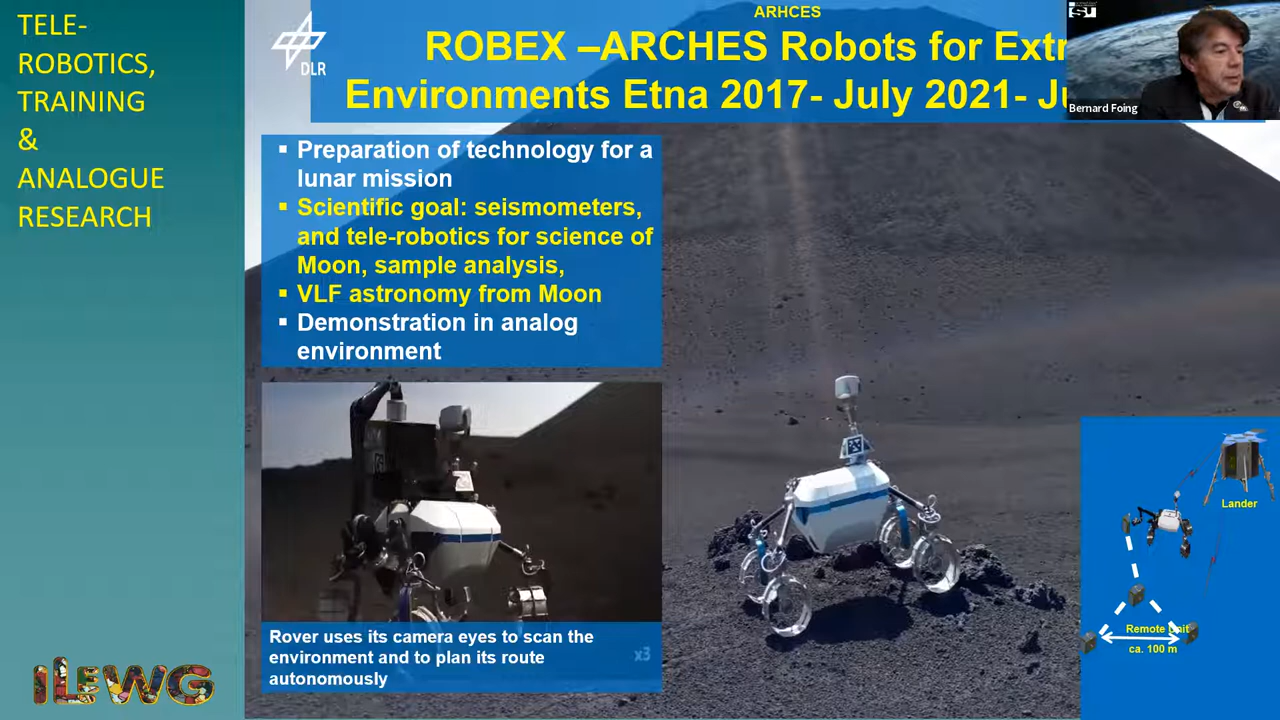 TELE-
ROBOTICS,
TRAINING
&
ANALOGUE
RESEARCH
DLR
ARHCES
ROBEX –ARCHES Robots for Extr
Environments Etna 2017- July 2021- Ju
isu
Bernard Foing
▪ Preparation of technology for a
lunar mission
▪ Scientific goal: seismometers,
and tele-robotics for science of
Moon, sample analysis,
▪ VLF astronomy from Moon
▪ Demonstration in analog
environment
Rover uses its camera eyes to scan the
environment and to plan its route
autonomously
x3
Lander
Remote Unit
ca. 100 m
ILEWG